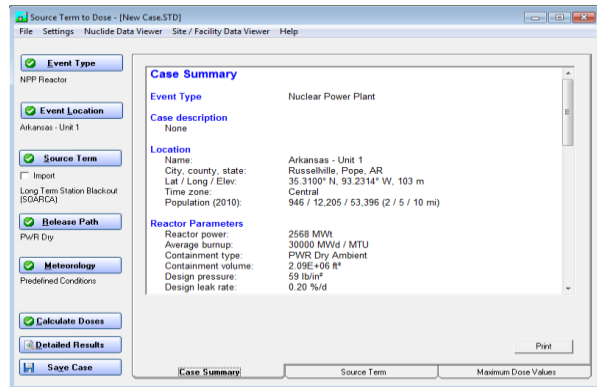 Source Term to Dose - [New Case.STD]
File Settings Nuclide Data Viewer Site / Facility Data Viewer Help
Event Type
NPP Reactor
Event Location
Arkansas - Unit 1
Source Term
Import
Long Term Station Blackout
(SOARCA)
Release Path
PWR Dry
Meteorology
Predefined Conditions
Calculate Doses
Detailed Results
Save Case
Case Summary
Event Type Nuclear Power Plant
Case description
None
Location
Name: Arkansas - Unit 1
City, county, state: Russellville, Pope, AR
Lat / Long / Elev: 35.3100° N, 93.2314° W, 103 m
Time zone: Central
Population (2010): 946 / 12,205 / 53,396 (2 / 5 / 10 mi)
Reactor Parameters
Reactor power: 2568 MWt
Average burnup: 30000 MWd / MTU
Containment type: PWR Dry Ambient
Containment volume: 2.09E+06 ft³
Design pressure: 59 lb/in²
Design leak rate: 0.20 %/d
Print
Case Summary Source Term Maximum Dose Values